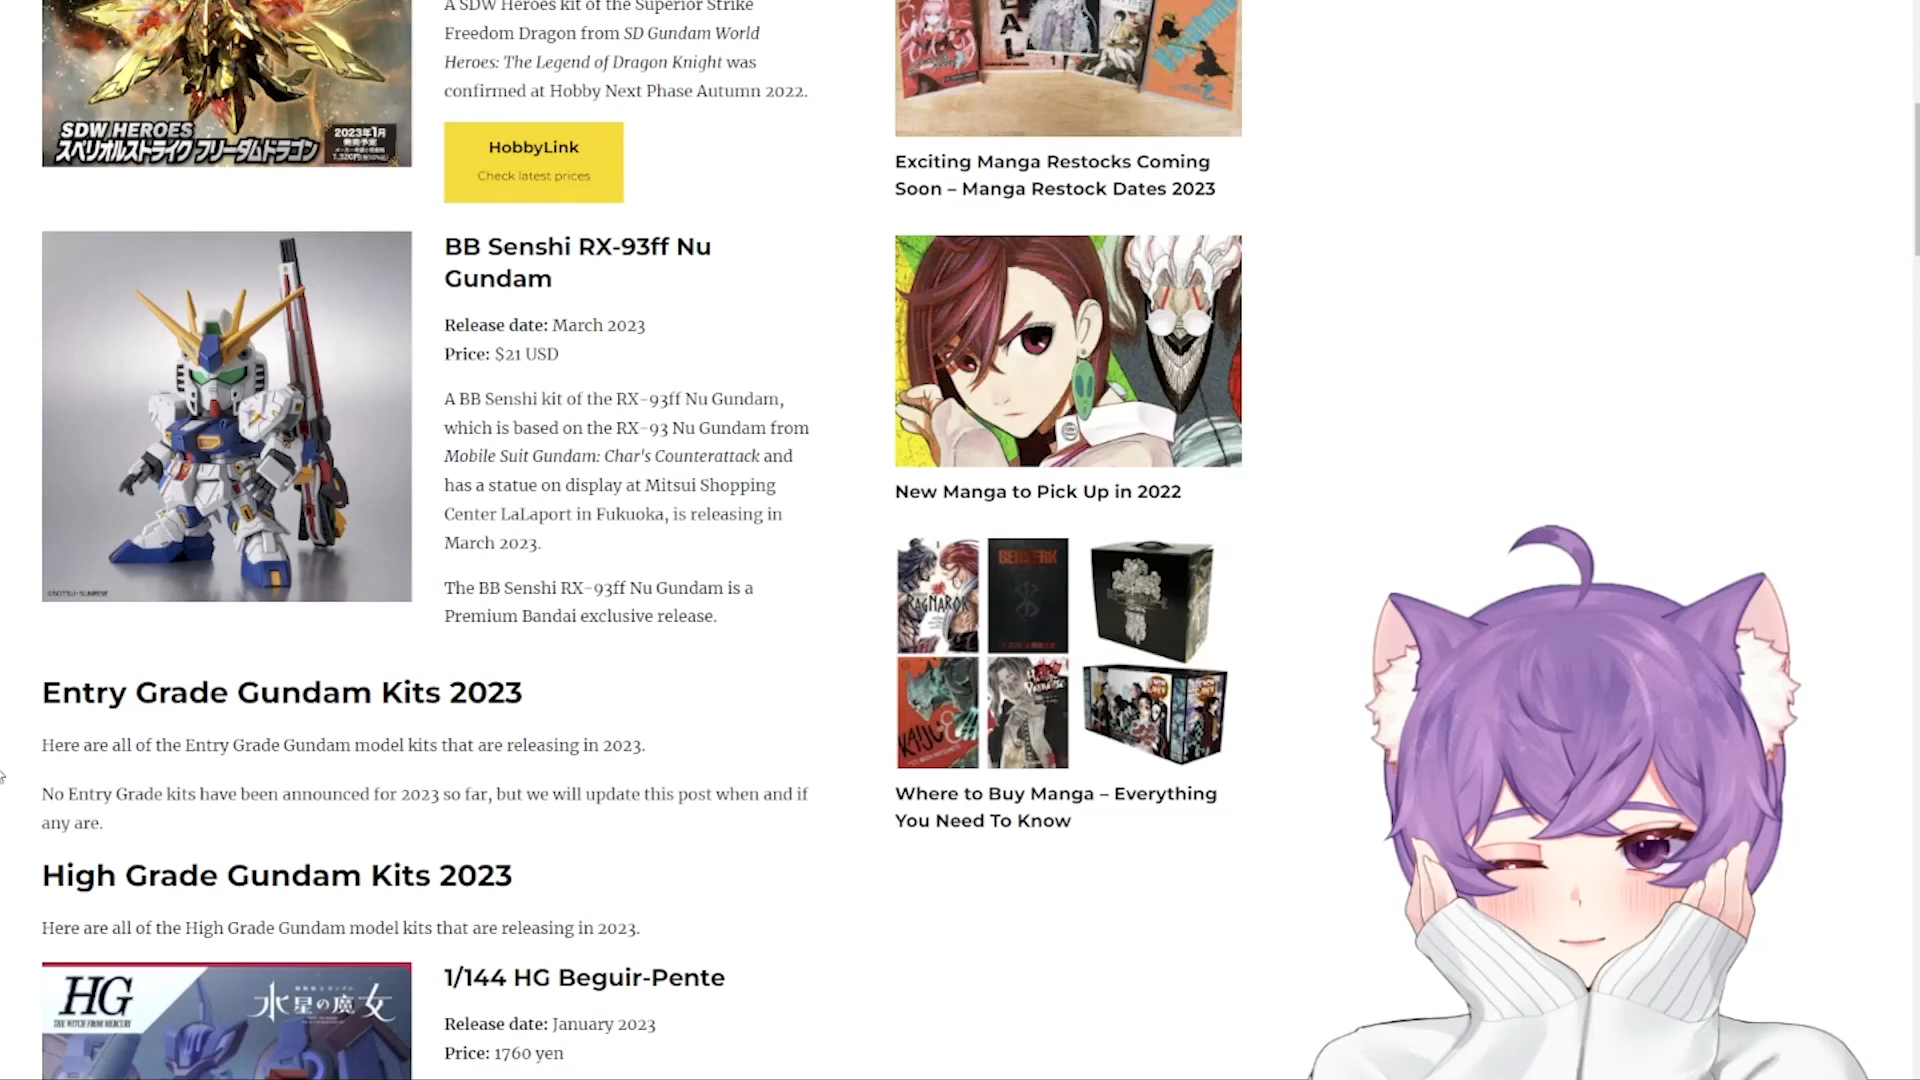 A SDW Heroes kit of the Superior Strike
Freedom Dragon from SD Gundam World
Heroes: The Legend of Dragon Knight was
confirmed at Hobby Next Phase Autumn 2022.
SDW HEROES
スペリオルストライク フリーダムドラゴン
2023年1月
発売予定
HobbyLink
Check latest prices
BB Senshi RX-93ff Nu
Gundam
Release date: March 2023
Price: $21 USD
A BB Senshi kit of the RX-93ff Nu Gundam,
which is based on the RX-93 Nu Gundam from
Mobile Suit Gundam: Char's Counterattack and
has a statue on display at Mitsui Shopping
Center LaLaport in Fukuoka, is releasing in
March 2023.
The BB Senshi RX-93ff Nu Gundam is a
Premium Bandai exclusive release.
©SOTSU・SUNRISE
Entry Grade Gundam Kits 2023
Here are all of the Entry Grade Gundam model kits that are releasing in 2023.
No Entry Grade kits have been announced for 2023 so far, but we will update this post when and if
any are.
High Grade Gundam Kits 2023
Here are all of the High Grade Gundam model kits that are releasing in 2023.
HG
THE WITCH FROM MERCURY
水星の魔女
1/144 HG Beguir-Pente
Release date: January 2023
Price: 1760 yen
Exciting Manga Restocks Coming
Soon – Manga Restock Dates 2023
New Manga to Pick Up in 2022
RAGNAROK
BERSERK
Where to Buy Manga – Everything
You Need To Know